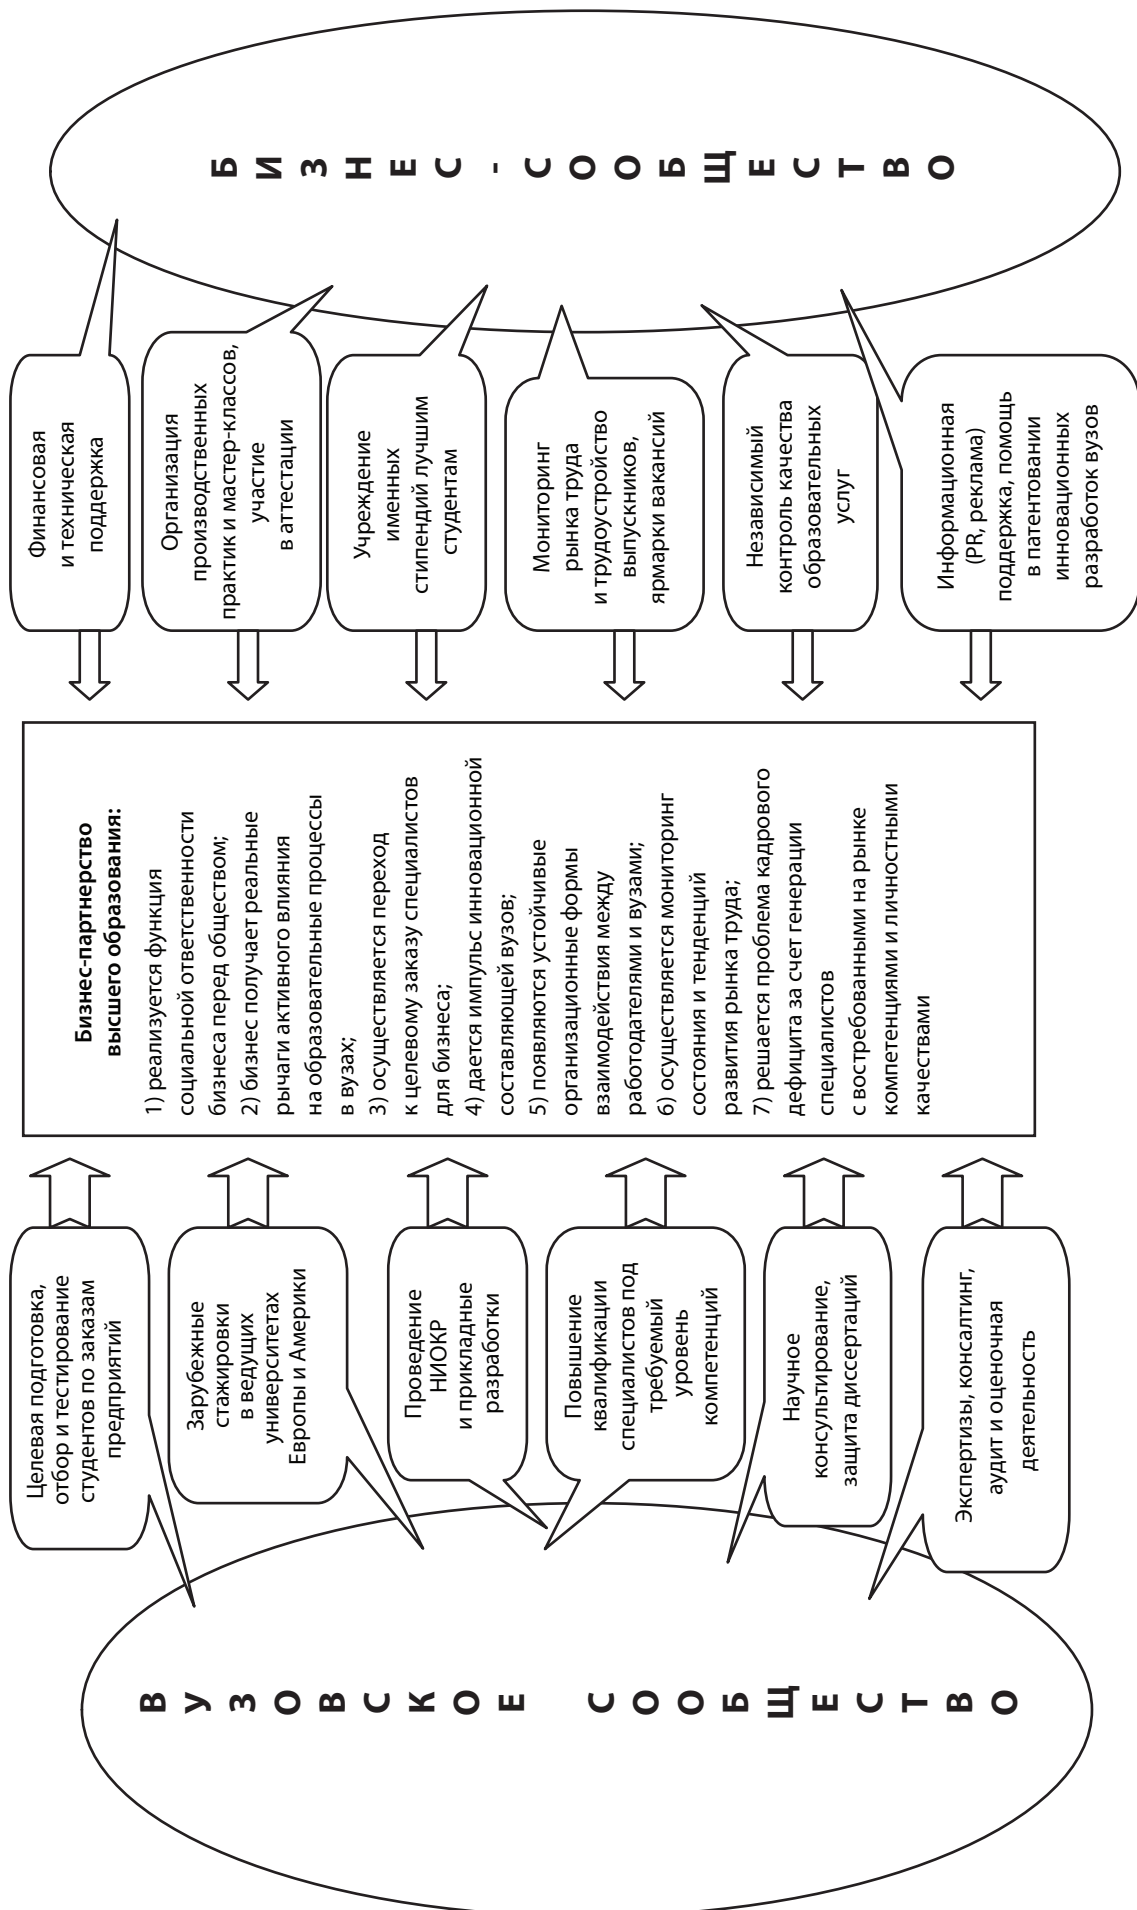 ВУЗОВСКОЕ СООБЩЕСТВО
Целевая подготовка,
отбор и тестирование
студентов по заказам
предприятий
Зарубежные
стажировки
в ведущих
университетах
Европы и Америки
Проведение
НИОКР
и прикладные
разработки
Повышение
квалификации
специалистов под
требуемый
уровень
компетенций
Научное
консультирование,
защита диссертаций
Экспертизы, консалтинг,
аудит и оценочная
деятельность
Бизнес-партнерство
высшего образования:
1) реализуется функция
социальной ответственности
бизнеса перед обществом;
2) бизнес получает реальные
рычаги активного влияния
на образовательные процессы
в вузах;
3) осуществляется переход
к целевому заказу специалистов
для бизнеса;
4) дается импульс инновационной
составляющей вузов;
5) появляются устойчивые
организационные формы
взаимодействия между
работодателями и вузами;
6) осуществляется мониторинг
состояния и тенденций
развития рынка труда;
7) решается проблема кадрового
дефицита за счет генерации
специалистов
с востребованными на рынке
компетенциями и личностными
качествами
Финансовая
и техническая
поддержка
Организация
производственных
практик и мастер-классов,
участие
в аттестации
Учреждение
именных
стипендий лучшим
студентам
Мониторинг
рынка труда
и трудоустройство
выпускников,
ярмарки вакансий
Независимый
контроль качества
образовательных
услуг
Информационная
(PR, реклама)
поддержка, помощь
в патентовании
инновационных
разработок вузов
БИЗНЕС-СООБЩЕСТВО